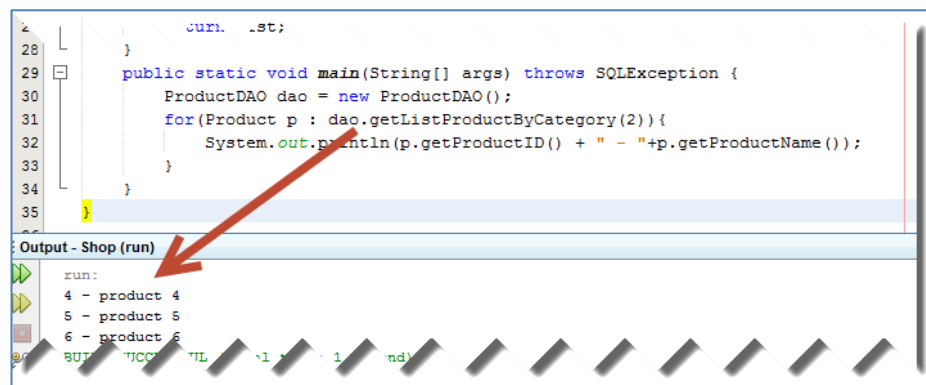 28 }
29 public static void main(String[] args) throws SQLException {
30 ProductDAO dao = new ProductDAO();
31 for(Product p : dao.getListProductByCategory(2)){
32 System.out.println(p.getProductID() + " - "+p.getProductName());
33 }
34 }
35 }
Output - Shop (run)
run:
4 - product 4
5 - product 5
6 - product 6